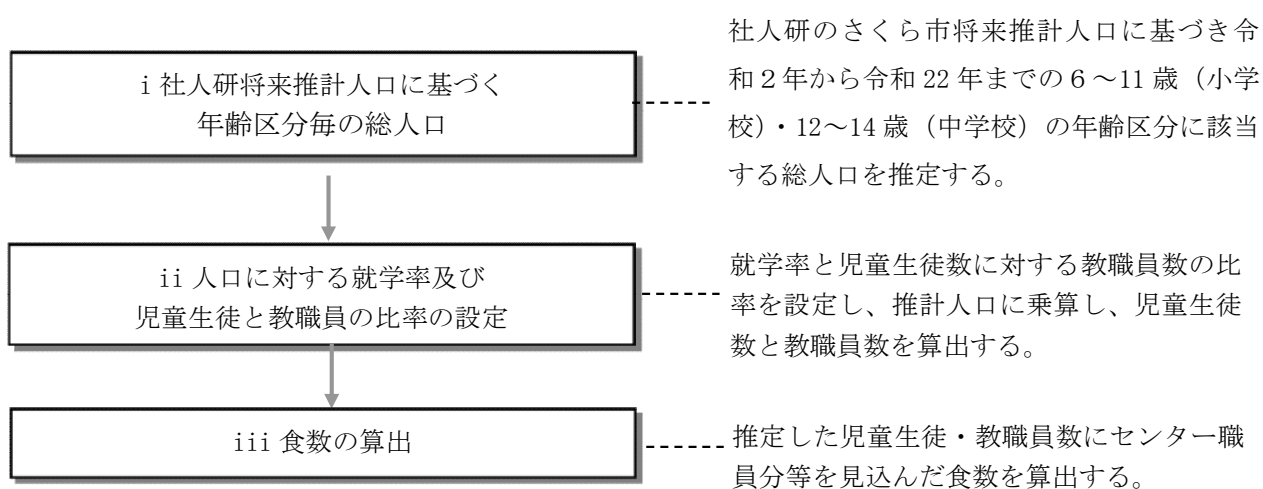 i 社人研将来推計人口に基づく
年齢区分毎の総人口
社人研のさくら市将来推計人口に基づき令
和２年から令和 22 年までの６～11 歳（小学
校）・12～14 歳（中学校）の年齢区分に該当
する総人口を推定する。
ii 人口に対する就学率及び
児童生徒と教職員の比率の設定
就学率と児童生徒数に対する教職員数の比
率を設定し、推計人口に乗算し、児童生徒
数と教職員数を算出する。
iii 食数の算出
推定した児童生徒・教職員数にセンター職
員分等を見込んだ食数を算出する。